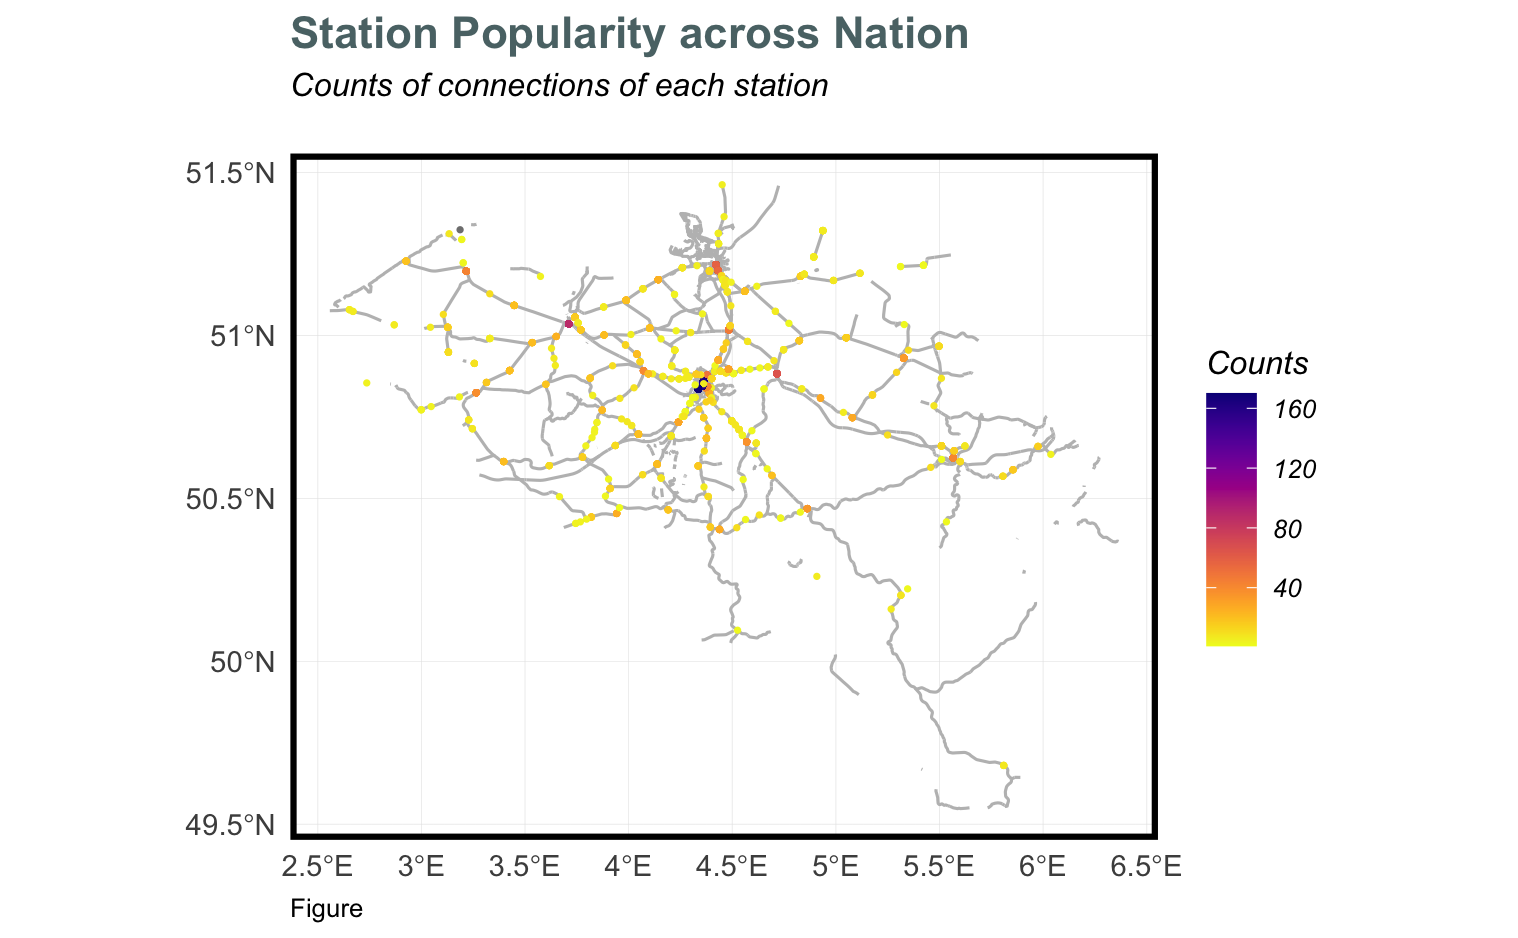 Station Popularity across Nation
Counts of connections of each station
51.5°N
51°N
50.5°N
50°N
49.5°N
2.5°E 3°E 3.5°E 4°E 4.5°E 5°E 5.5°E 6°E 6.5°E
Counts
160
120
80
40
Figure